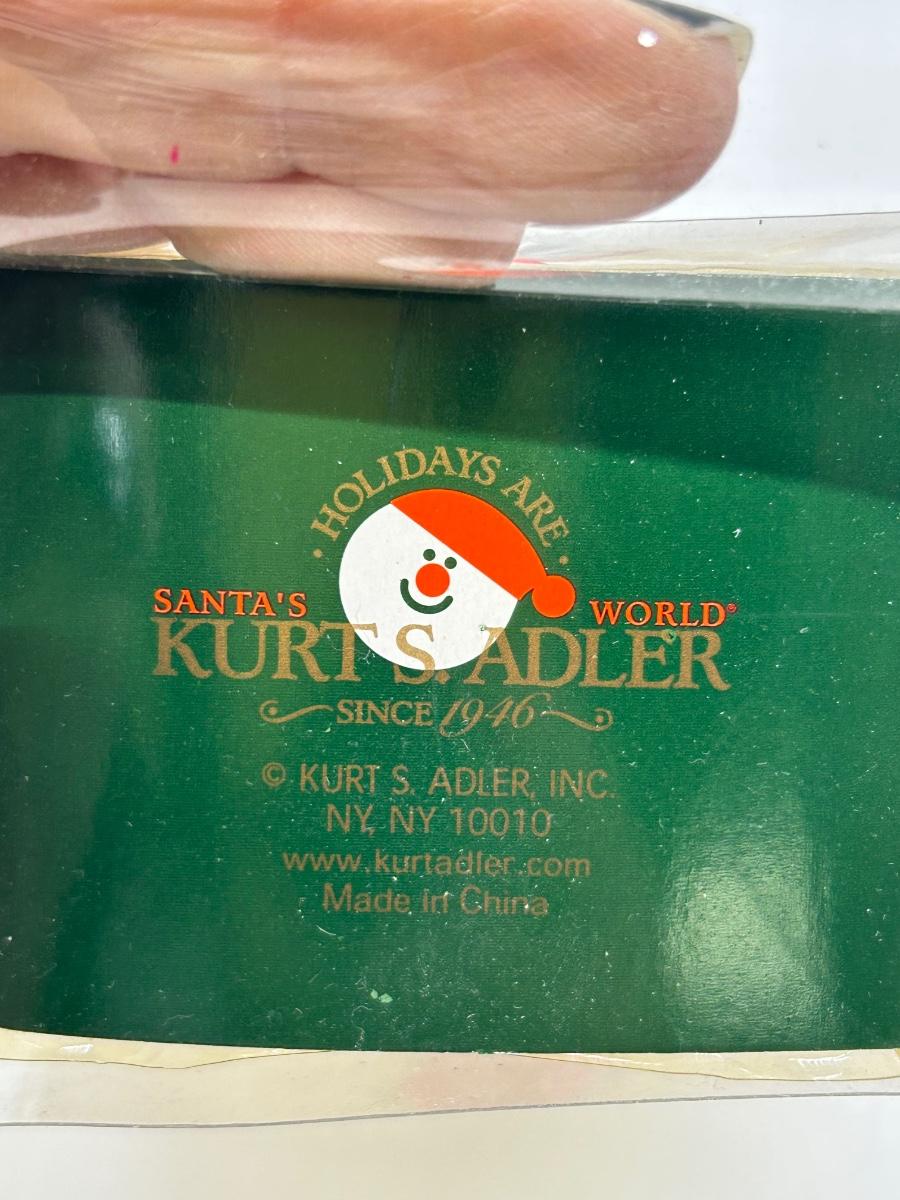 · HOLIDAYS ARE ·
SANTA'S WORLD®
KURT S. ADLER
SINCE 1946
© KURT S. ADLER, INC.
NY, NY 10010
www.kurtadler.com
Made in China